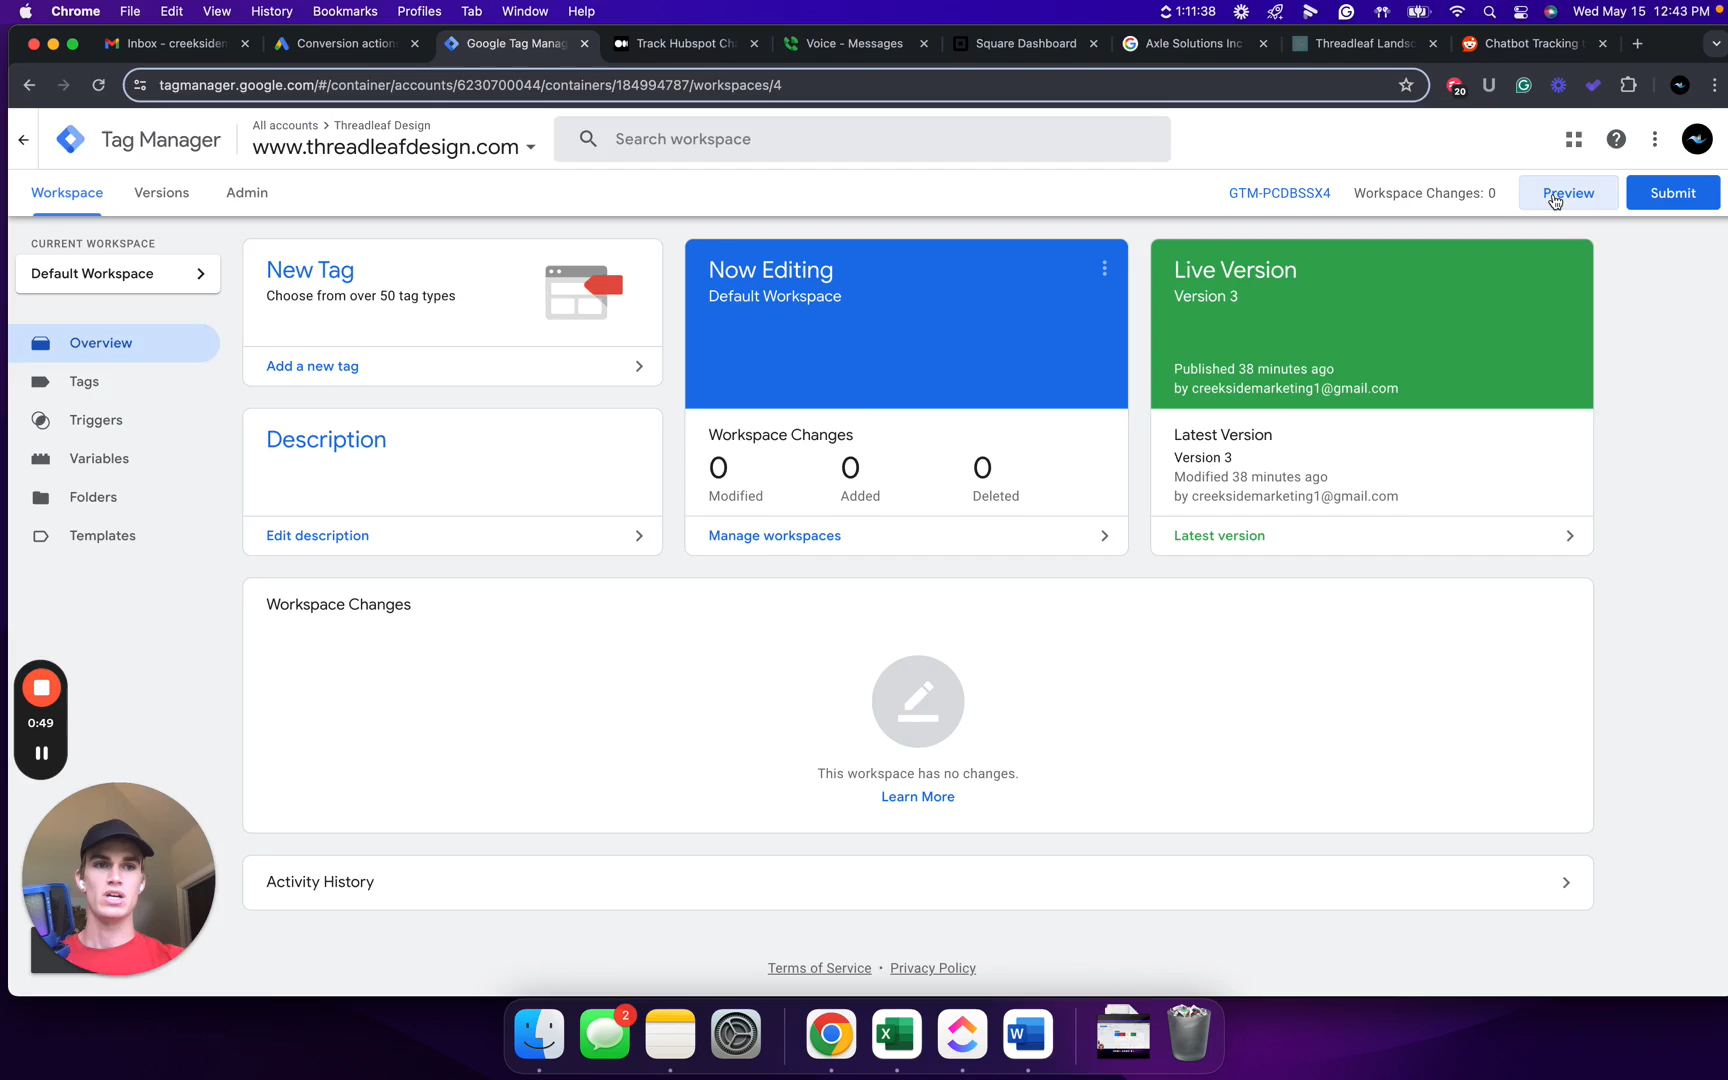 Chrome File Edit View History Bookmarks Profiles Tab Window Help 1:11:38 Wed May 15 12:43 PM
Inbox - creeksiden Conversion action Google Tag Manag Track Hubspot Ch Voice - Messages Square Dashboard Axle Solutions Inc Threadleaf Landsc Chatbot Tracking t
tagmanager.google.com/#/container/accounts/6230700044/containers/184994787/workspaces/4 20
Tag Manager
All accounts > Threadleaf Design
www.threadleafdesign.com
Search workspace
Workspace Versions Admin GTM-PCDBSSX4 Workspace Changes: 0 Preview Submit
CURRENT WORKSPACE
Default Workspace
Overview
Tags
Triggers
Variables
Folders
Templates
New Tag
Choose from over 50 tag types
Add a new tag
Description
Edit description
Now Editing
Default Workspace
Workspace Changes
0 0 0
Modified Added Deleted
Manage workspaces
Live Version
Version 3
Published 38 minutes ago
by creeksidemarketing1@gmail.com
Latest Version
Version 3
Modified 38 minutes ago
by creeksidemarketing1@gmail.com
Latest version
Workspace Changes
This workspace has no changes.
Learn More
Activity History
0:49
Terms of Service • Privacy Policy
2